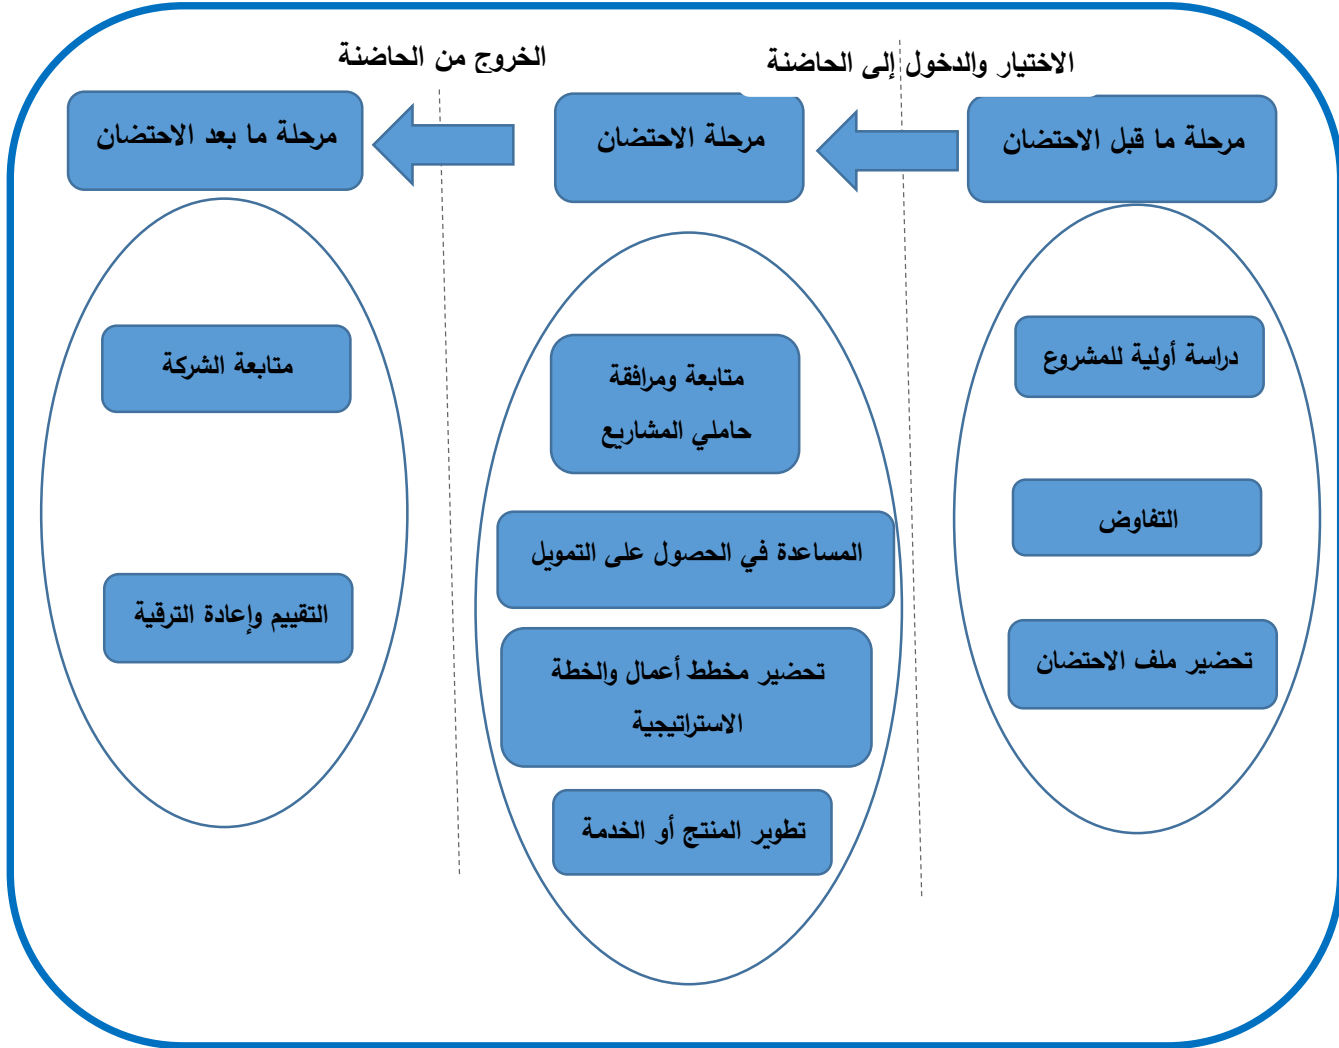 الاختيار والدخول إلى الحاضنة
الخروج من الحاضنة
مرحلة ما قبل الاحتضان
مرحلة الاحتضان
مرحلة ما بعد الاحتضان
دراسة أولية للمشروع
التفاوض
تحضير ملف الاحتضان
متابعة ومرافقة
حاملي المشاريع
المساعدة في الحصول على التمويل
تحضير مخطط أعمال والخطة
الاستراتيجية
تطوير المنتج أو الخدمة
متابعة الشركة
التقييم وإعادة الترقية